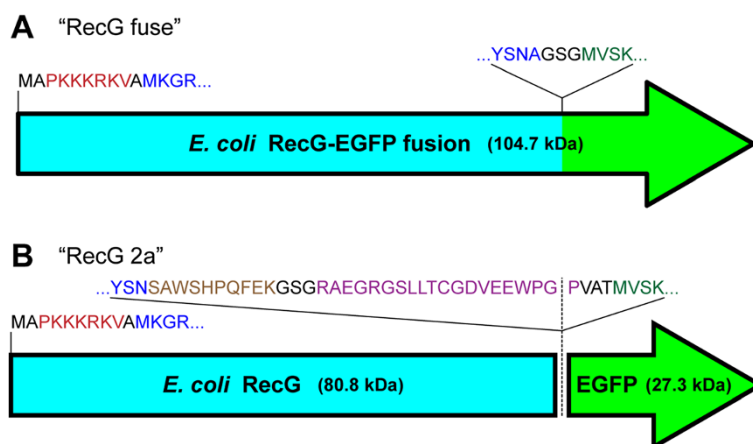 A "RecG fuse"
...YSNAGSGMVSK...
MAPKKKRKVAMKGR...
E. coli RecG-EGFP fusion (104.7 kDa)
B "RecG 2a"
...YSNSAWSHPQFEKGSGRAEGRGSLLTCGDVEEWPG PVATMVSK...
MAPKKKRKVAMKGR...
E. coli RecG (80.8 kDa) EGFP (27.3 kDa)